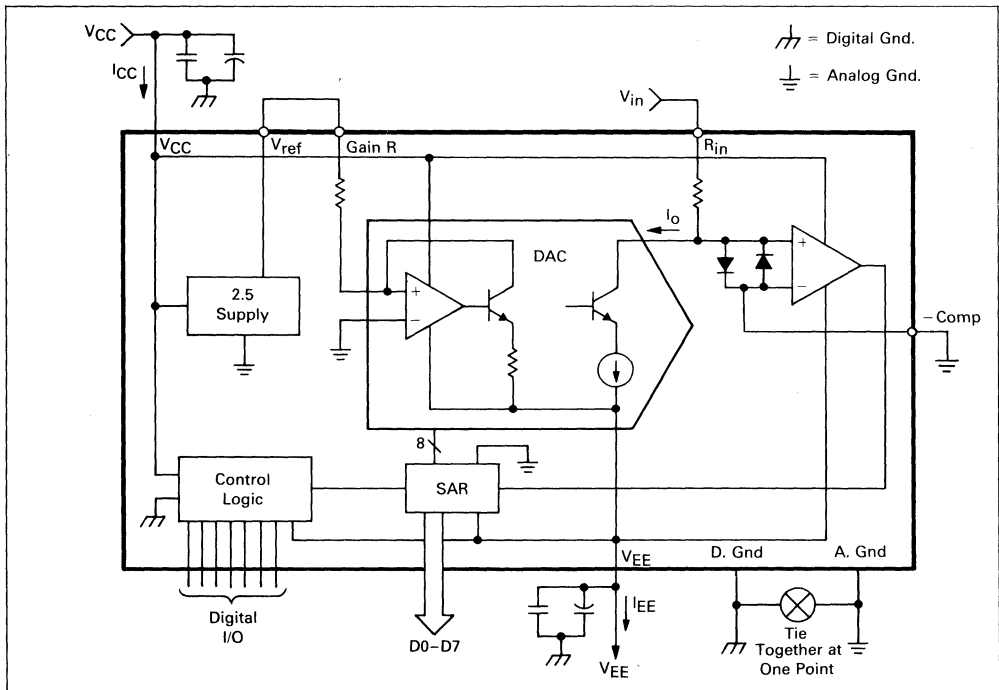 VCC
ICC
= Digital Gnd.
= Analog Gnd.
Vin
VCC
Vref
Gain R
Rin
Io
DAC
+
−
+
−
2.5
Supply
−Comp
8
Control
Logic
SAR
VEE
D. Gnd
A. Gnd
Digital
I/O
D0–D7
IEE
VEE
Tie
Together at
One Point